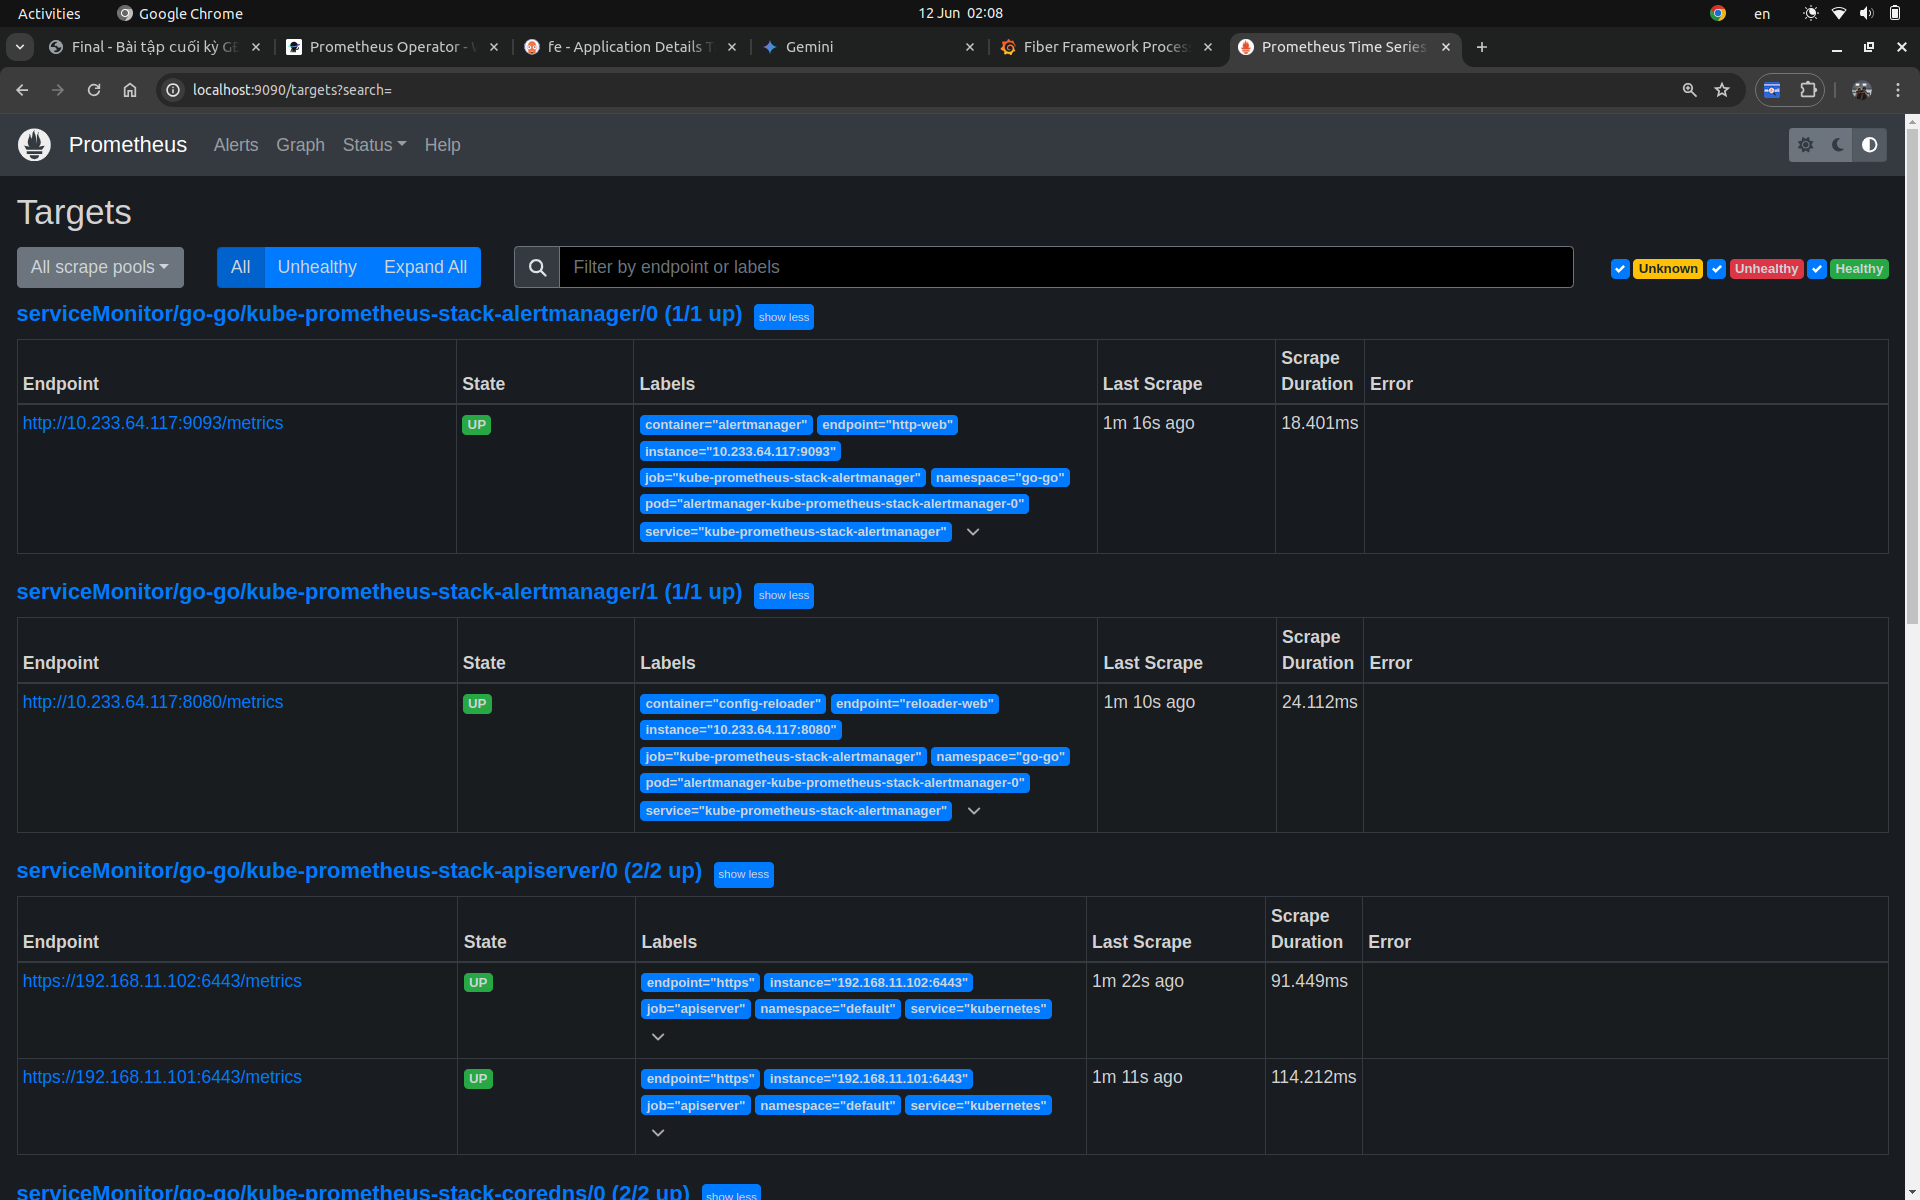 Activities Google Chrome 12 Jun 02:08 en
Final - Bài tập cuối kỳ Prometheus Operator - fe - Application Details Gemini Fiber Framework Proces Prometheus Time Series
localhost:9090/targets?search=
Prometheus Alerts Graph Status Help
Targets
All scrape pools All Unhealthy Expand All Filter by endpoint or labels Unknown Unhealthy Healthy
serviceMonitor/go-go/kube-prometheus-stack-alertmanager/0 (1/1 up) show less
Endpoint State Labels Last Scrape Scrape Duration Error
http://10.233.64.117:9093/metrics UP container="alertmanager" endpoint="http-web" 1m 16s ago 18.401ms
instance="10.233.64.117:9093"
job="kube-prometheus-stack-alertmanager" namespace="go-go"
pod="alertmanager-kube-prometheus-stack-alertmanager-0"
service="kube-prometheus-stack-alertmanager"
serviceMonitor/go-go/kube-prometheus-stack-alertmanager/1 (1/1 up) show less
Endpoint State Labels Last Scrape Scrape Duration Error
http://10.233.64.117:8080/metrics UP container="config-reloader" endpoint="reloader-web" 1m 10s ago 24.112ms
instance="10.233.64.117:8080"
job="kube-prometheus-stack-alertmanager" namespace="go-go"
pod="alertmanager-kube-prometheus-stack-alertmanager-0"
service="kube-prometheus-stack-alertmanager"
serviceMonitor/go-go/kube-prometheus-stack-apiserver/0 (2/2 up) show less
Endpoint State Labels Last Scrape Scrape Duration Error
https://192.168.11.102:6443/metrics UP endpoint="https" instance="192.168.11.102:6443" 1m 22s ago 91.449ms
job="apiserver" namespace="default" service="kubernetes"
https://192.168.11.101:6443/metrics UP endpoint="https" instance="192.168.11.101:6443" 1m 11s ago 114.212ms
job="apiserver" namespace="default" service="kubernetes"
serviceMonitor/go-go/kube-prometheus-stack-coredns/0 (2/2 up) show less